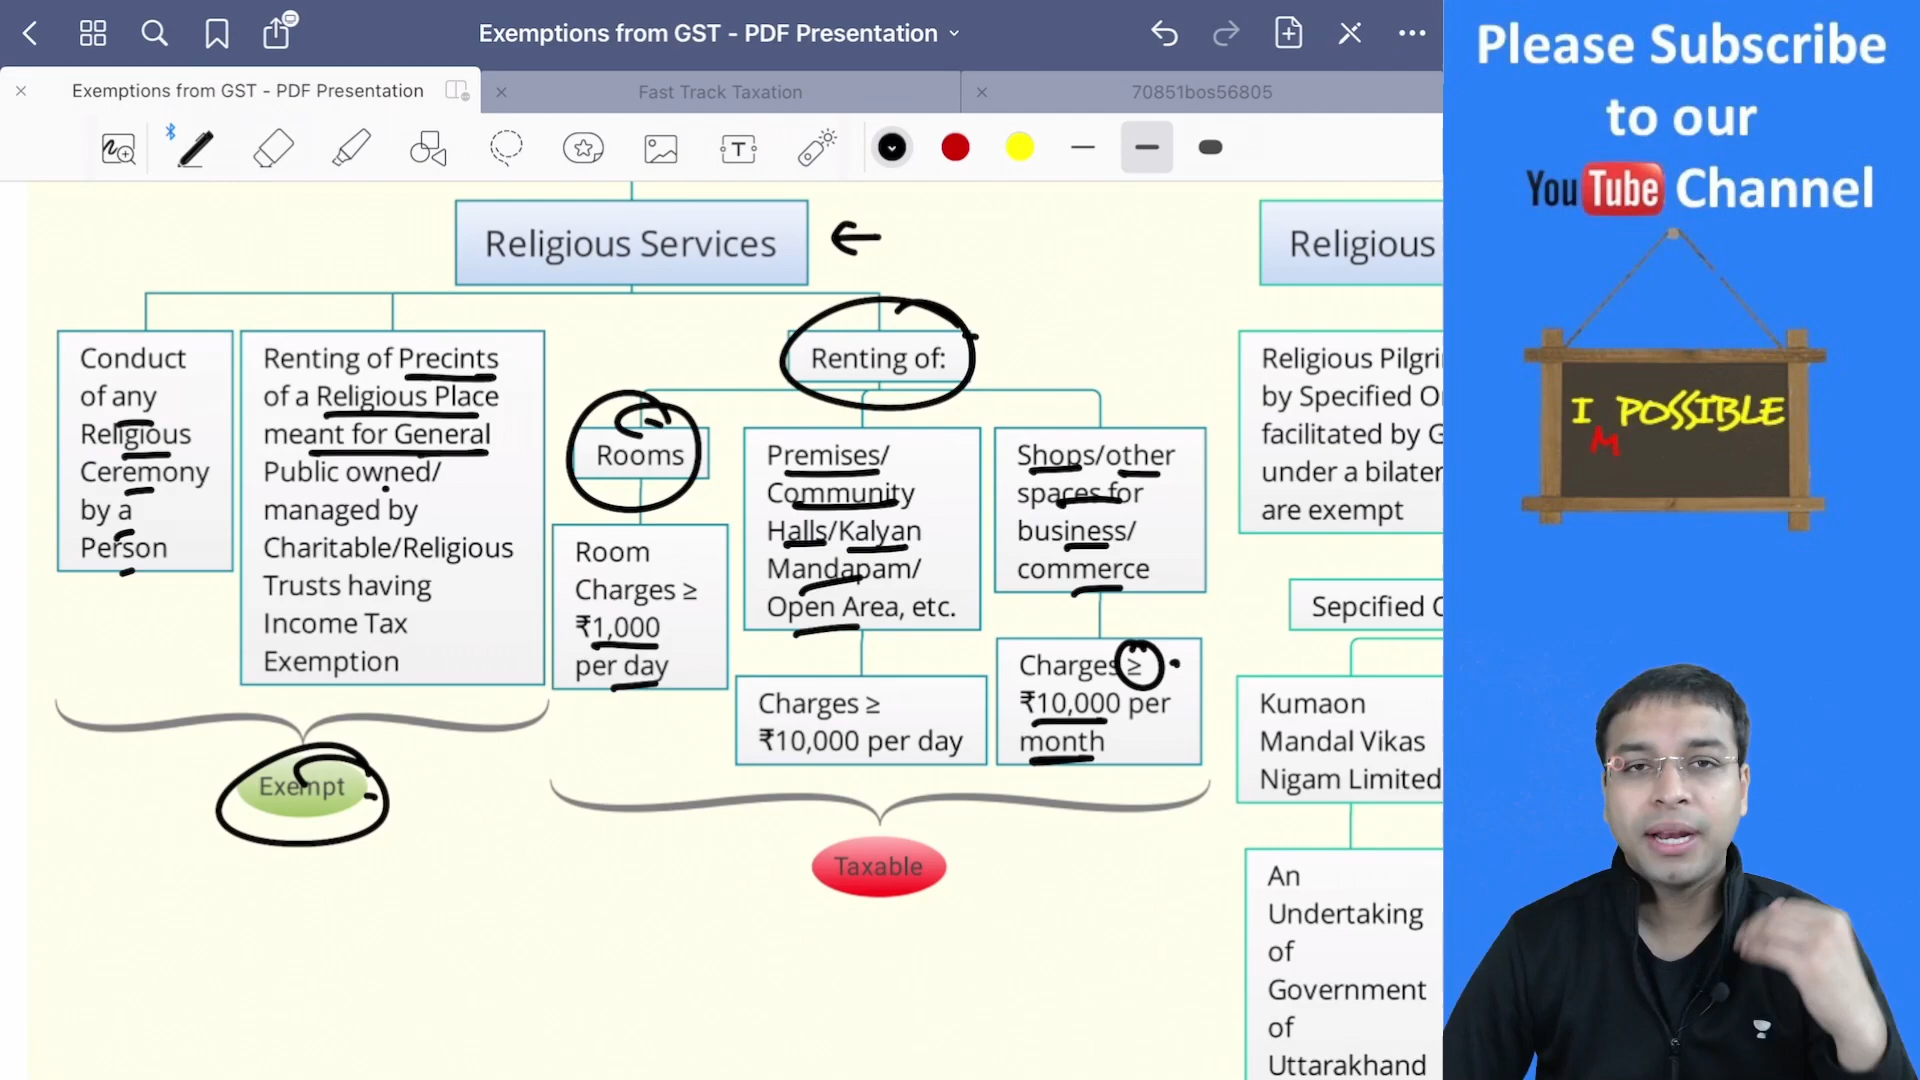 Exemptions from GST - PDF Presentation
Exemptions from GST - PDF Presentation
Fast Track Taxation
70851bos56805
T
Religious Services
Religious
Conduct
of any
Religious
Ceremony
by a
Person
Renting of Precints
of a Religious Place
meant for General
Public owned/
managed by
Charitable/Religious
Trusts having
Income Tax
Exemption
Exempt
Renting of:
Rooms
Room
Charges ≥
₹1,000
per day
Premises/
Community
Halls/Kalyan
Mandapam/
Open Area, etc.
Charges ≥
₹10,000 per day
Shops/other
spaces for
business/
commerce
Charges ≥
₹10,000 per
month
Taxable
Religious Pilgri
by Specified O
facilitated by G
under a bilater
are exempt
Sepcified O
Kumaon
Mandal Vikas
Nigam Limited
An
Undertaking
of
Government
of
Uttarakhand
Please Subscribe
to our
YouTube Channel
I POSSIBLE
M